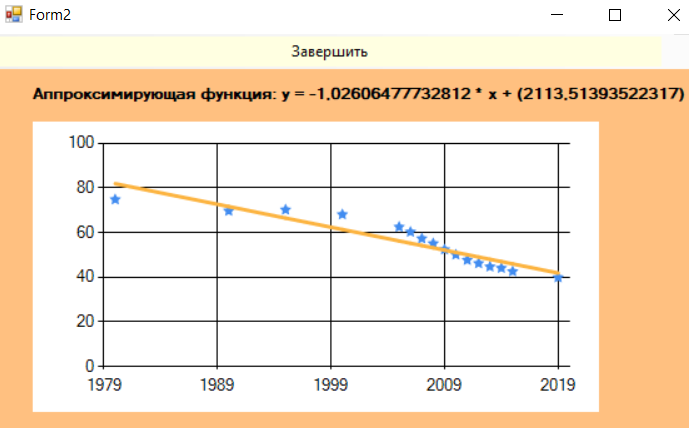 Form2
Завершить
Аппроксимирующая функция: y = -1,02606477732812 * x + (2113,51393522317)
100
80
60
40
20
0
1979 1989 1999 2009 2019